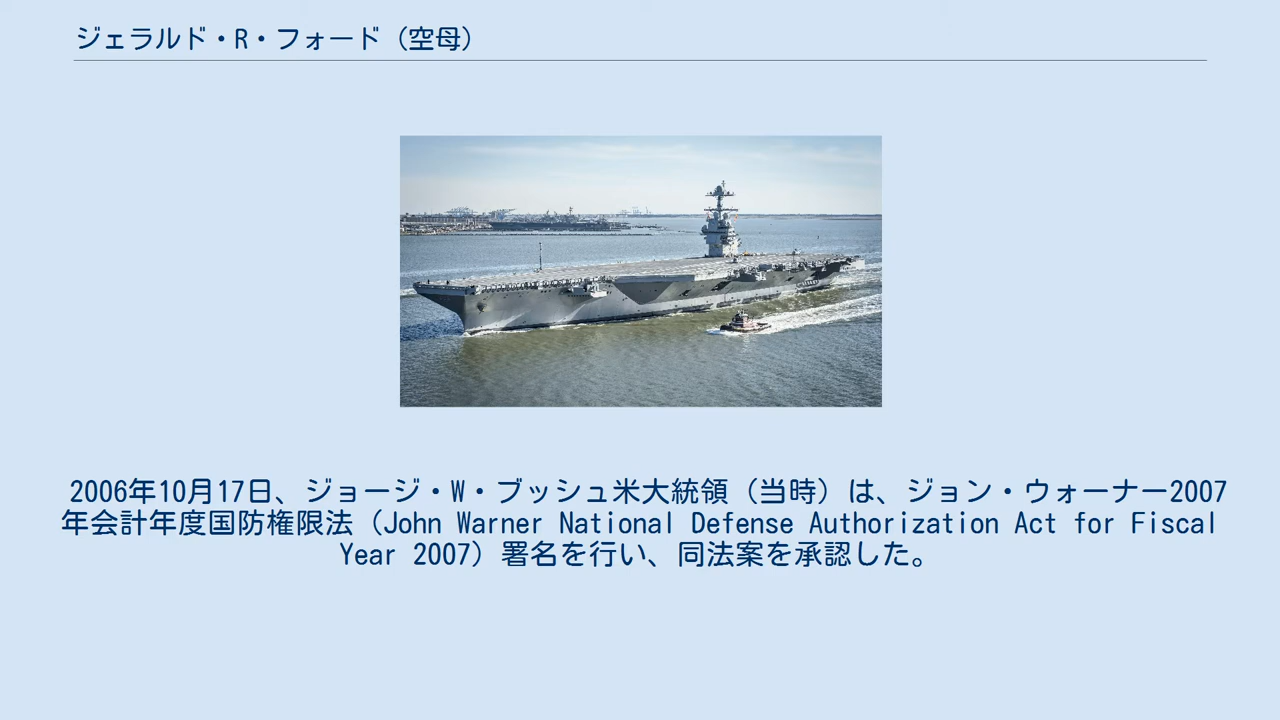 ジェラルド・R・フォード（空母）
2006年10月17日、ジョージ・W・ブッシュ米大統領（当時）は、ジョン・ウォーナー2007
年会計年度国防権限法（John Warner National Defense Authorization Act for Fiscal
Year 2007）署名を行い、同法案を承認した。